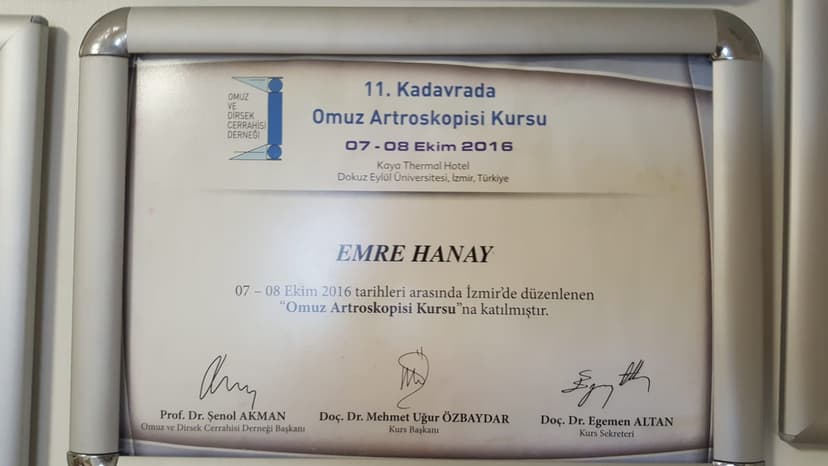 OMUZ
VE
DİRSEK
CERRAHİSİ
DERNEĞİ
11. Kadavrada
Omuz Artroskopisi Kursu
07 - 08 Ekim 2016
Kaya Thermal Hotel
Dokuz Eylül Üniversitesi, İzmir, Türkiye
EMRE HANAY
07 – 08 Ekim 2016 tarihleri arasında İzmir'de düzenlenen
"Omuz Artroskopisi Kursu"na katılmıştır.
Prof. Dr. Şenol AKMAN
Omuz ve Dirsek Cerrahisi Derneği Başkanı
Doç. Dr. Mehmet Uğur ÖZBAYDAR
Kurs Başkanı
Doç. Dr. Egemen ALTAN
Kurs Sekreteri